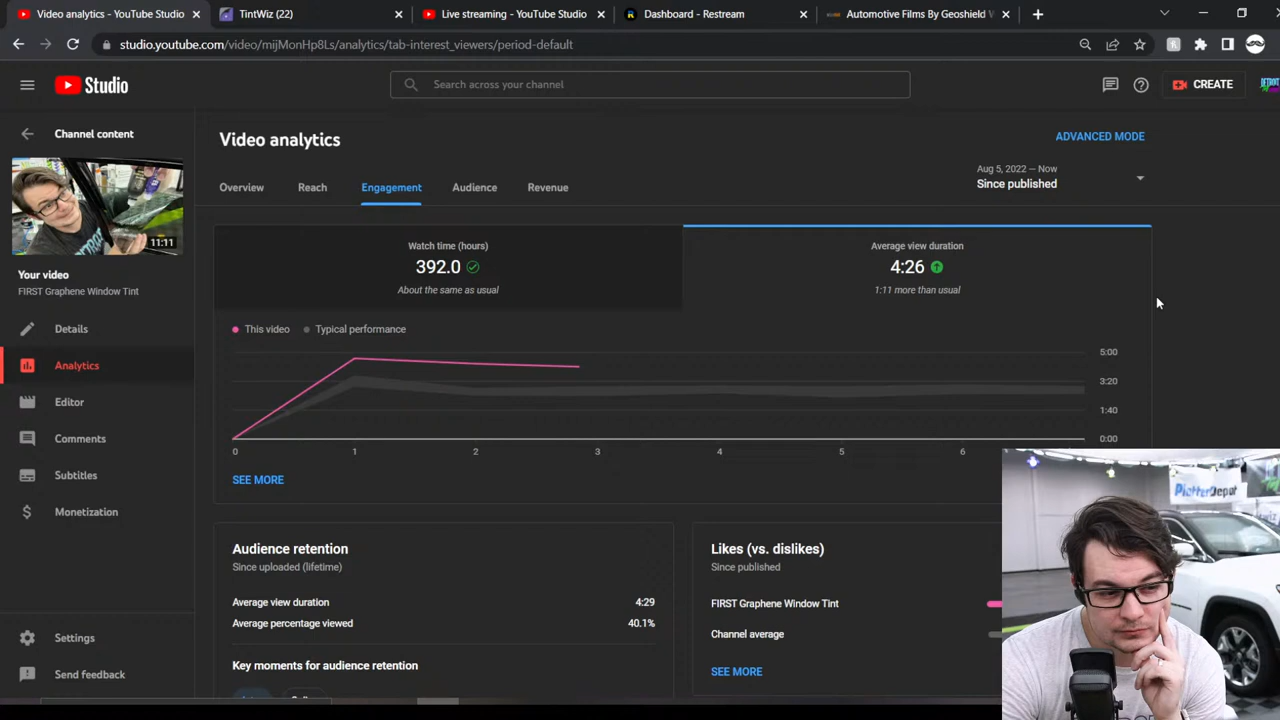 Video analytics - YouTube Studio
TintWiz (22)
Live streaming - YouTube Studio
Dashboard - Restream
Automotive Films By Geoshield W
studio.youtube.com/video/mijMonHp8Ls/analytics/tab-interest_viewers/period-default
Studio
Search across your channel
CREATE
DETROIT
Channel content
11:11
Your video
FIRST Graphene Window Tint
Details
Analytics
Editor
Comments
Subtitles
Monetization
Settings
Send feedback
Video analytics
ADVANCED MODE
Aug 5, 2022 — Now
Since published
Overview
Reach
Engagement
Audience
Revenue
Watch time (hours)
392.0
About the same as usual
Average view duration
4:26
1:11 more than usual
This video
Typical performance
5:00
3:20
1:40
0:00
0 1 2 3 4 5 6
SEE MORE
Audience retention
Since uploaded (lifetime)
Average view duration 4:29
Average percentage viewed 40.1%
Key moments for audience retention
Likes (vs. dislikes)
Since published
FIRST Graphene Window Tint
Channel average
SEE MORE
PlotterDepot